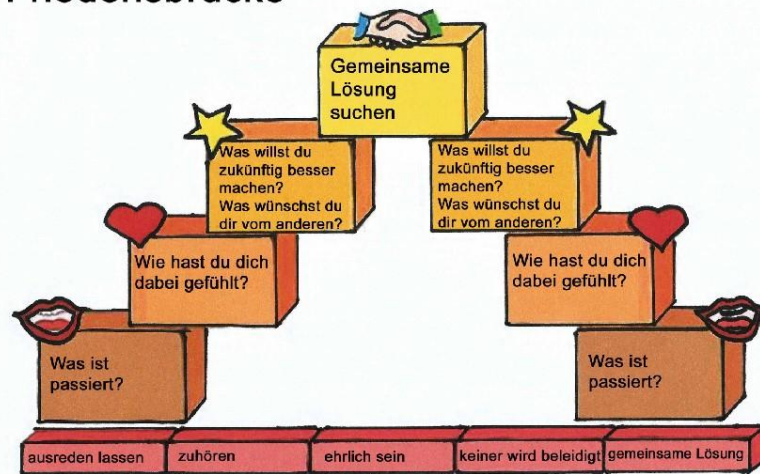 Friedensbrücke
Gemeinsame
Lösung
suchen
Was willst du
zukünftig besser
machen?
Was wünschst du
dir vom anderen?
Was willst du
zukünftig besser
machen?
Was wünschst du
dir vom anderen?
Wie hast du dich
dabei gefühlt?
Wie hast du dich
dabei gefühlt?
Was ist
passiert?
Was ist
passiert?
ausreden lassen
zuhören
ehrlich sein
keiner wird beleidigt
gemeinsame Lösung